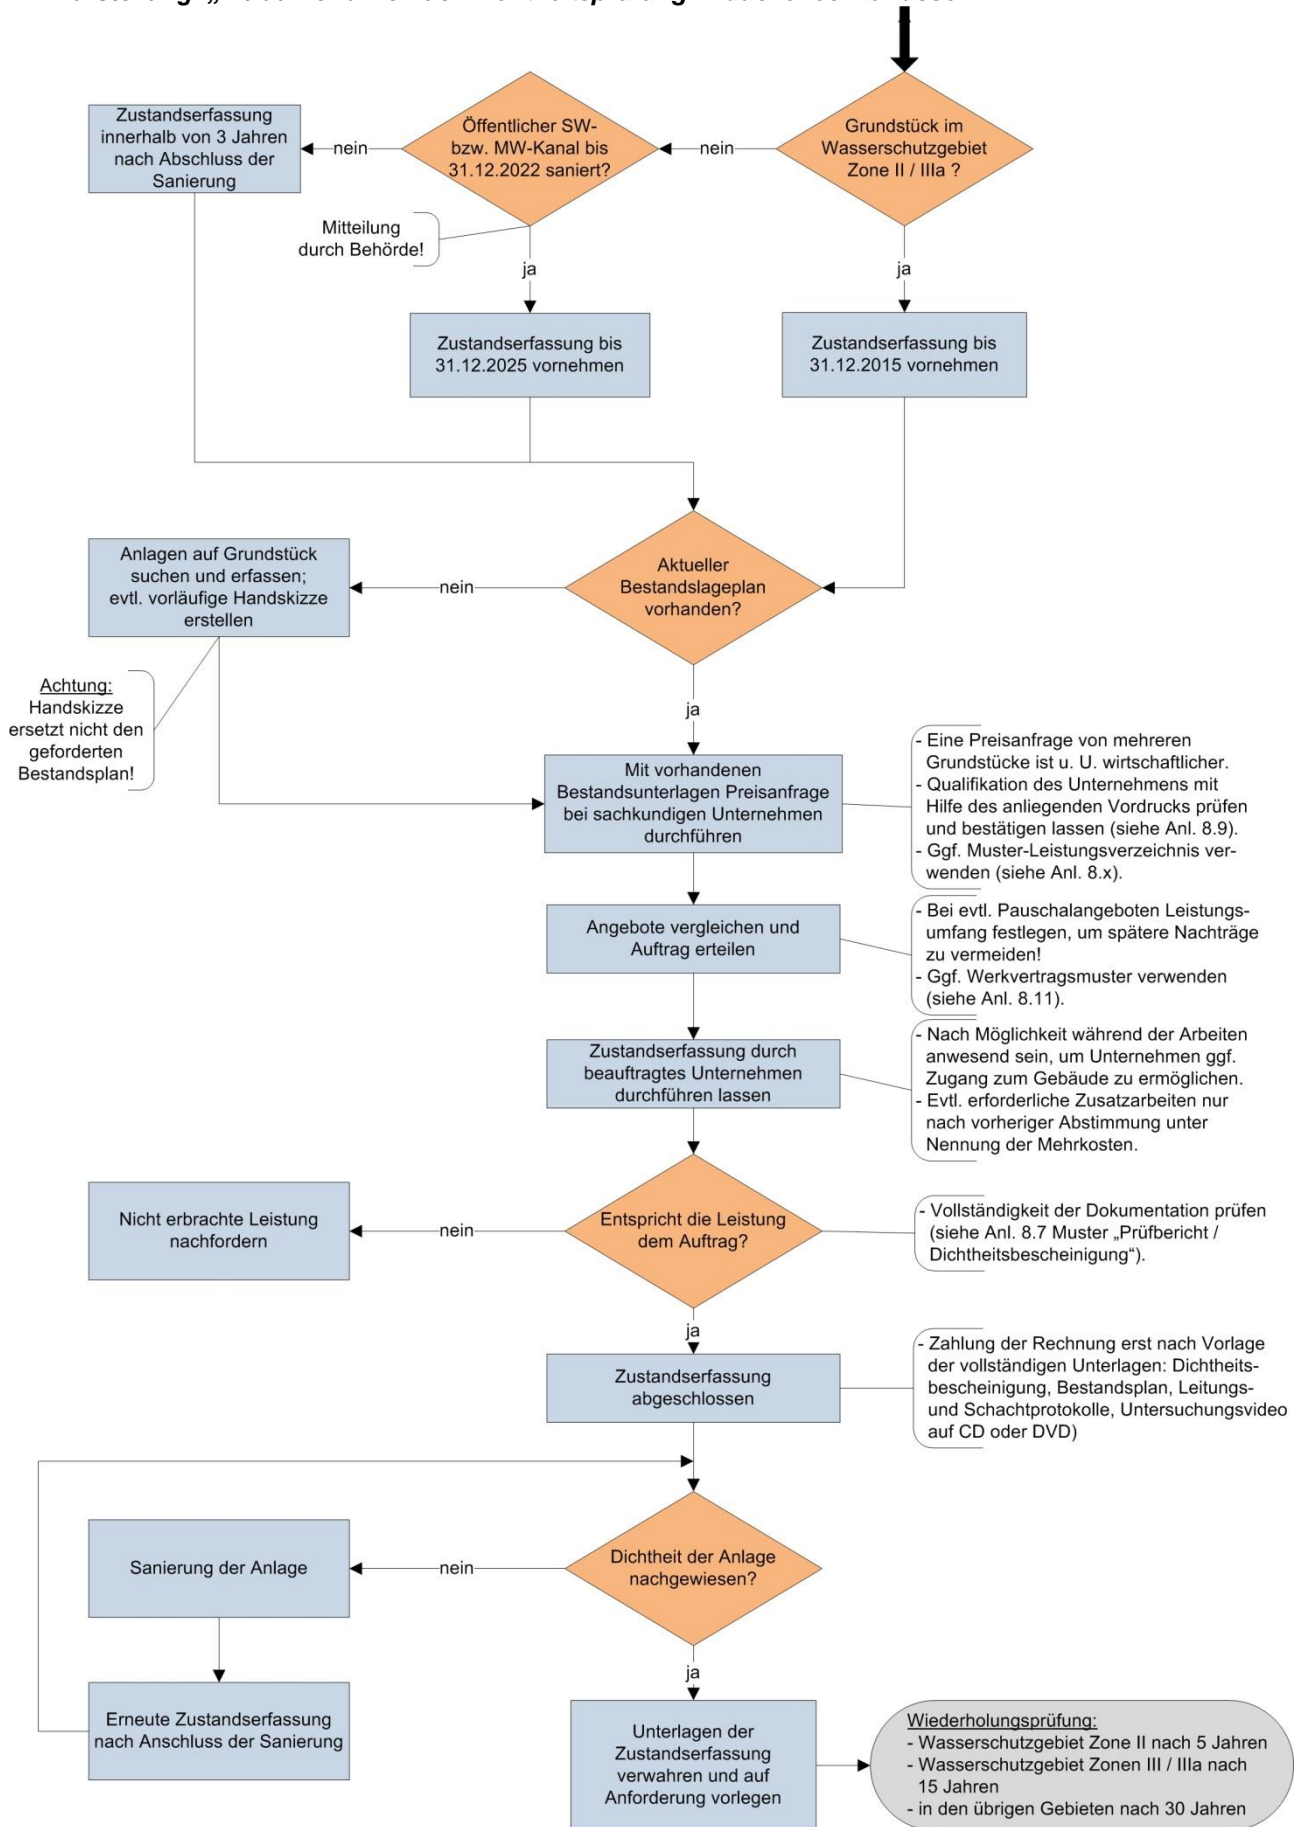 Zustandserfassung
innerhalb von 3 Jahren
nach Abschluss der
Sanierung
nein
Öffentlicher SW-
bzw. MW-Kanal bis
31.12.2022 saniert?
nein
Grundstück im
Wasserschutzgebiet
Zone II / IIIa ?
Mitteilung
durch Behörde!
ja
ja
Zustandserfassung bis
31.12.2025 vornehmen
Zustandserfassung bis
31.12.2015 vornehmen
Anlagen auf Grundstück
suchen und erfassen;
evtl. vorläufige Handskizze
erstellen
nein
Aktueller
Bestandslageplan
vorhanden?
Achtung:
Handskizze
ersetzt nicht den
geforderten
Bestandsplan!
ja
Mit vorhandenen
Bestandsunterlagen Preisanfrage
bei sachkundigen Unternehmen
durchführen
- Eine Preisanfrage von mehreren
Grundstücke ist u. U. wirtschaftlicher.
- Qualifikation des Unternehmens mit
Hilfe des anliegenden Vordrucks prüfen
und bestätigen lassen (siehe Anl. 8.9).
- Ggf. Muster-Leistungsverzeichnis ver-
wenden (siehe Anl. 8.x).
Angebote vergleichen und
Auftrag erteilen
- Bei evtl. Pauschalangeboten Leistungs-
umfang festlegen, um spätere Nachträge
zu vermeiden!
- Ggf. Werkvertragsmuster verwenden
(siehe Anl. 8.11).
Zustandserfassung durch
beauftragtes Unternehmen
durchführen lassen
- Nach Möglichkeit während der Arbeiten
anwesend sein, um Unternehmen ggf.
Zugang zum Gebäude zu ermöglichen.
- Evtl. erforderliche Zusatzarbeiten nur
nach vorheriger Abstimmung unter
Nennung der Mehrkosten.
Nicht erbrachte Leistung
nachfordern
nein
Entspricht die Leistung
dem Auftrag?
- Vollständigkeit der Dokumentation prüfen
(siehe Anl. 8.7 Muster „Prüfbericht /
Dichtheitsbescheinigung“).
ja
Zustandserfassung
abgeschlossen
- Zahlung der Rechnung erst nach Vorlage
der vollständigen Unterlagen: Dichtheits-
bescheinigung, Bestandsplan, Leitungs-
und Schachtprotokolle, Untersuchungsvideo
auf CD oder DVD)
Sanierung der Anlage
nein
Dichtheit der Anlage
nachgewiesen?
ja
Erneute Zustandserfassung
nach Anschluss der Sanierung
Unterlagen der
Zustandserfassung
verwahren und auf
Anforderung vorlegen
Wiederholungsprüfung:
- Wasserschutzgebiet Zone II nach 5 Jahren
- Wasserschutzgebiet Zonen III / IIIa nach
15 Jahren
- in den übrigen Gebieten nach 30 Jahren